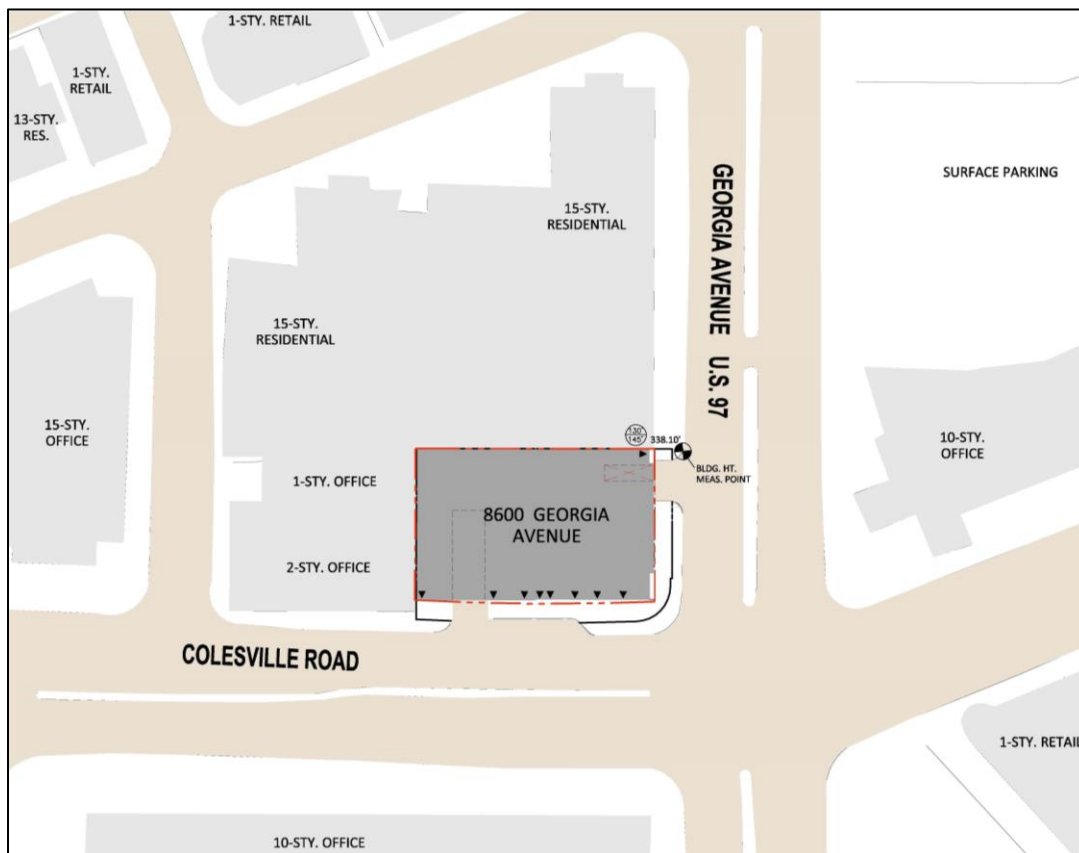 1-STY. RETAIL
1-STY.
RETAIL
13-STY.
RES.
SURFACE PARKING
GEORGIA AVENUE U.S. 97
15-STY.
RESIDENTIAL
15-STY.
RESIDENTIAL
15-STY.
OFFICE
130'
145'
338.10'
BLDG. HT.
MEAS. POINT
10-STY.
OFFICE
1-STY. OFFICE
8600 GEORGIA
AVENUE
2-STY. OFFICE
COLESVILLE ROAD
1-STY. RETAIL
10-STY. OFFICE